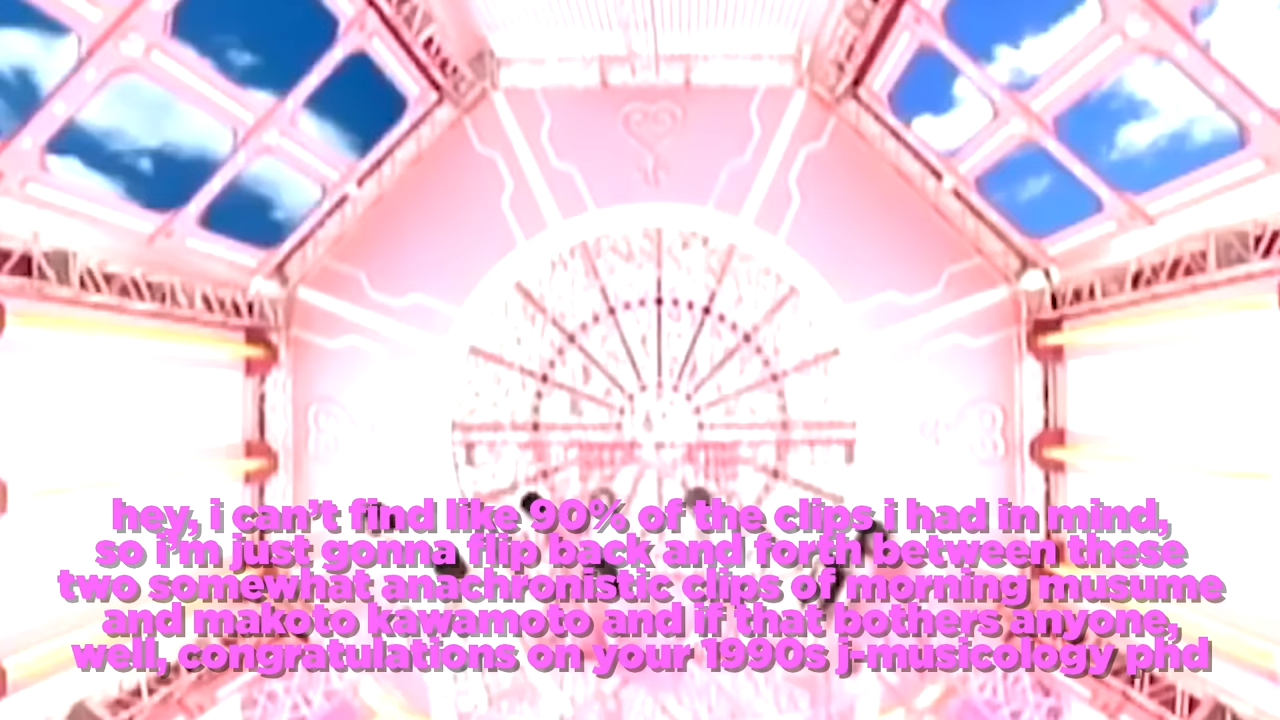 hey, i can't find like 90% of the clips i had in mind,
so i'm just gonna flip back and forth between these
two somewhat anachronistic clips of morning musume
and makoto kawamoto and if that bothers anyone,
well, congratulations on your 1990s j-musicology phd